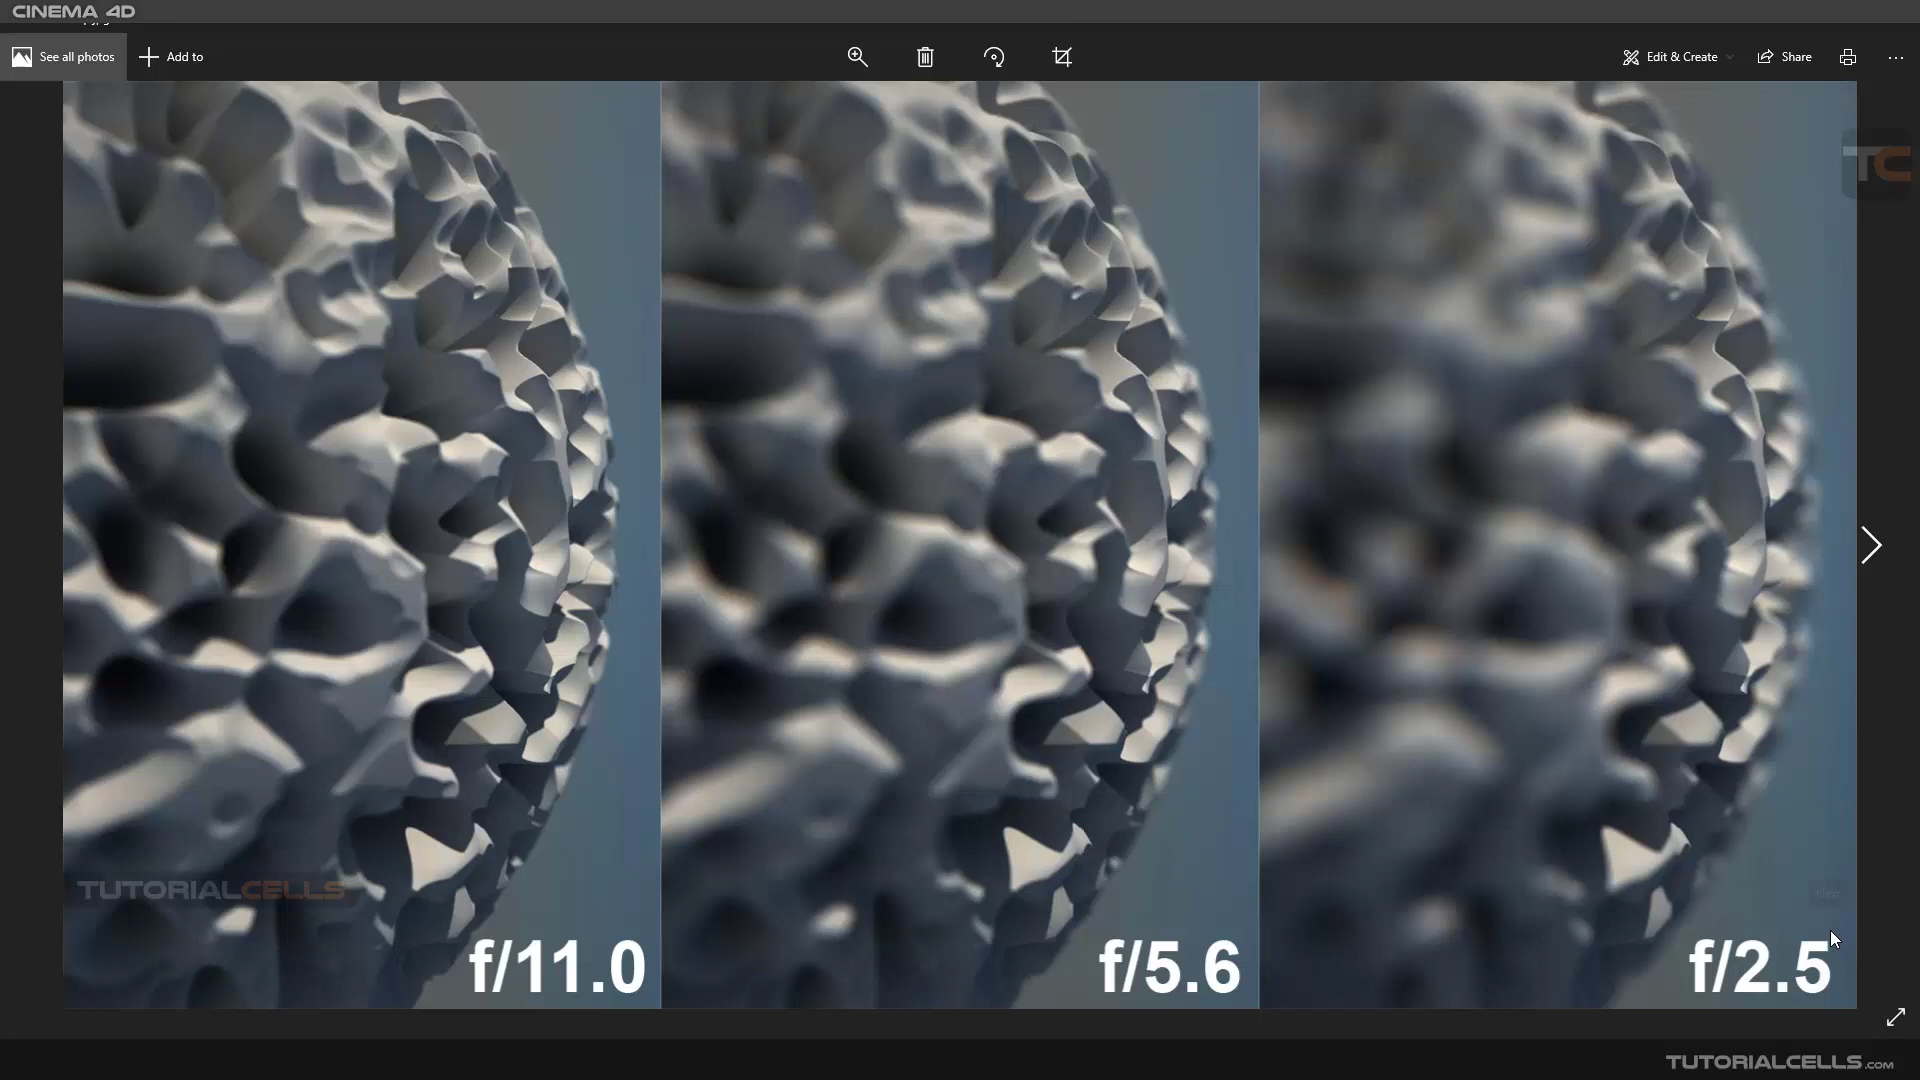 CINEMA 4D
See all photos
Add to
Edit & Create
Share
TC
TUTORIALCELLS
Next
f/11.0
f/5.6
f/2.5
TUTORIALCELLS.COM